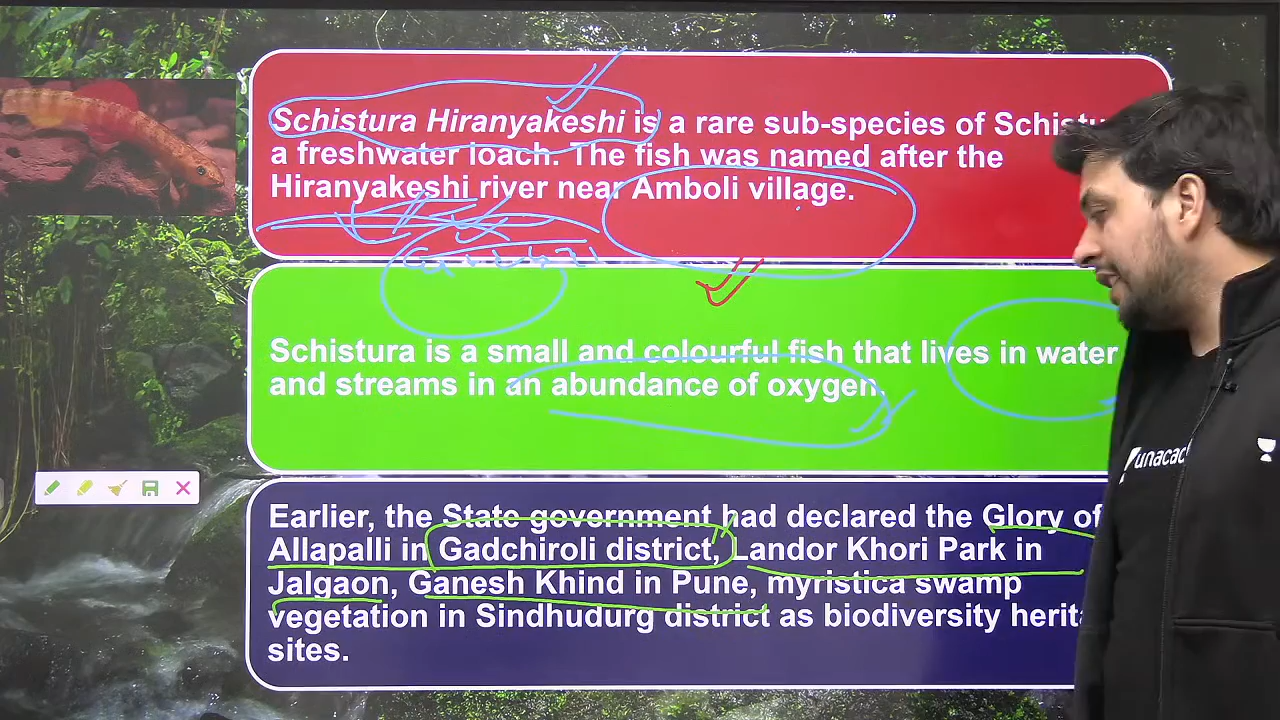 Schistura Hiranyakeshi is a rare sub-species of Schistu
a freshwater loach. The fish was named after the
Hiranyakeshi river near Amboli village.
Schistura is a small and colourful fish that lives in water
and streams in an abundance of oxygen.
Earlier, the State government had declared the Glory of
Allapalli in Gadchiroli district, Landor Khori Park in
Jalgaon, Ganesh Khind in Pune, myristica swamp
vegetation in Sindhudurg district as biodiversity herita
sites.
unacad